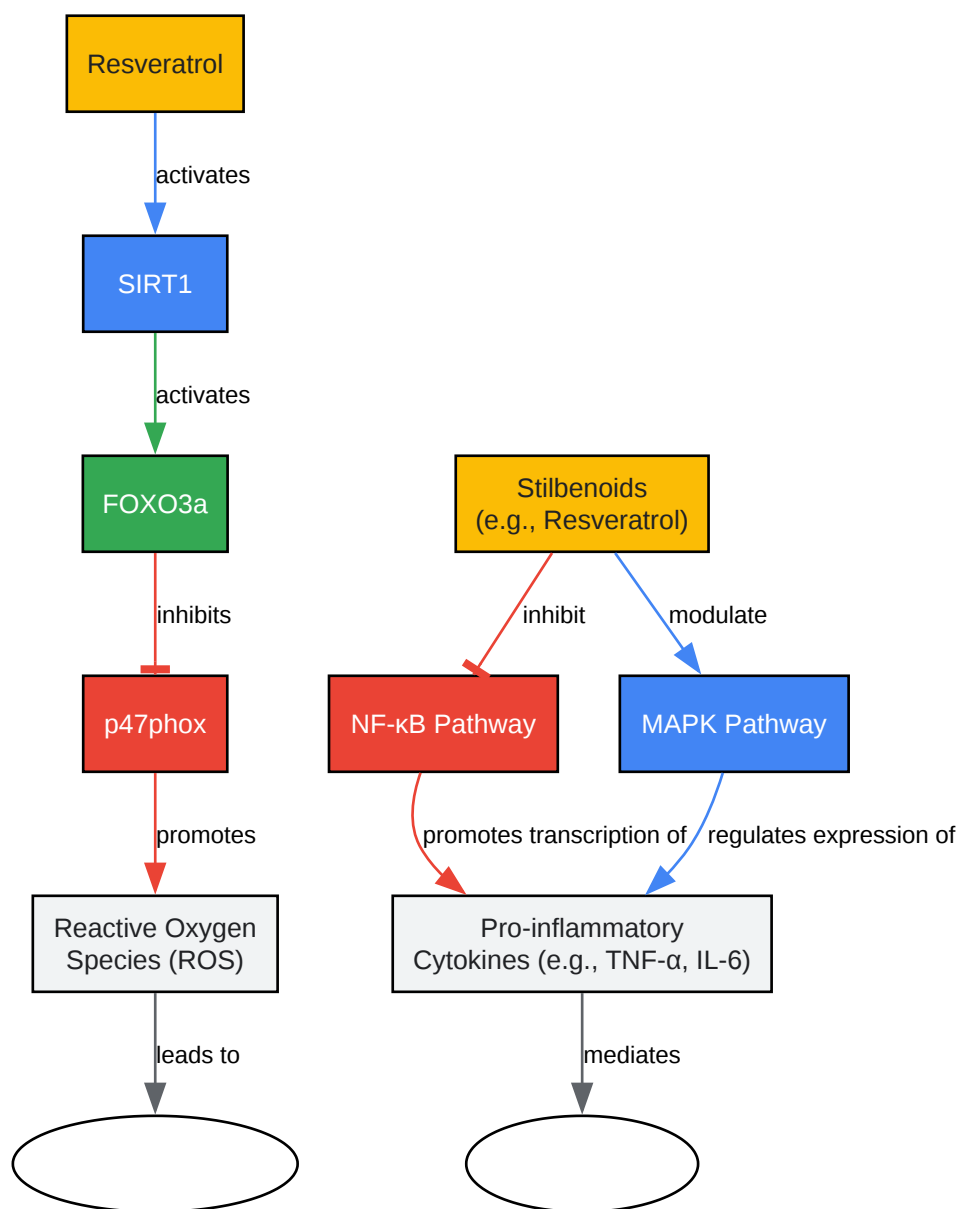 Resveratrol
activates
SIRT1
activates
FOXO3a
inhibits
p47phox
promotes
Reactive Oxygen
Species (ROS)
leads to
Stilbenoids
(e.g., Resveratrol)
inhibit
modulate
NF-κB Pathway
MAPK Pathway
promotes transcription of
regulates expression of
Pro-inflammatory
Cytokines (e.g., TNF-α, IL-6)
mediates